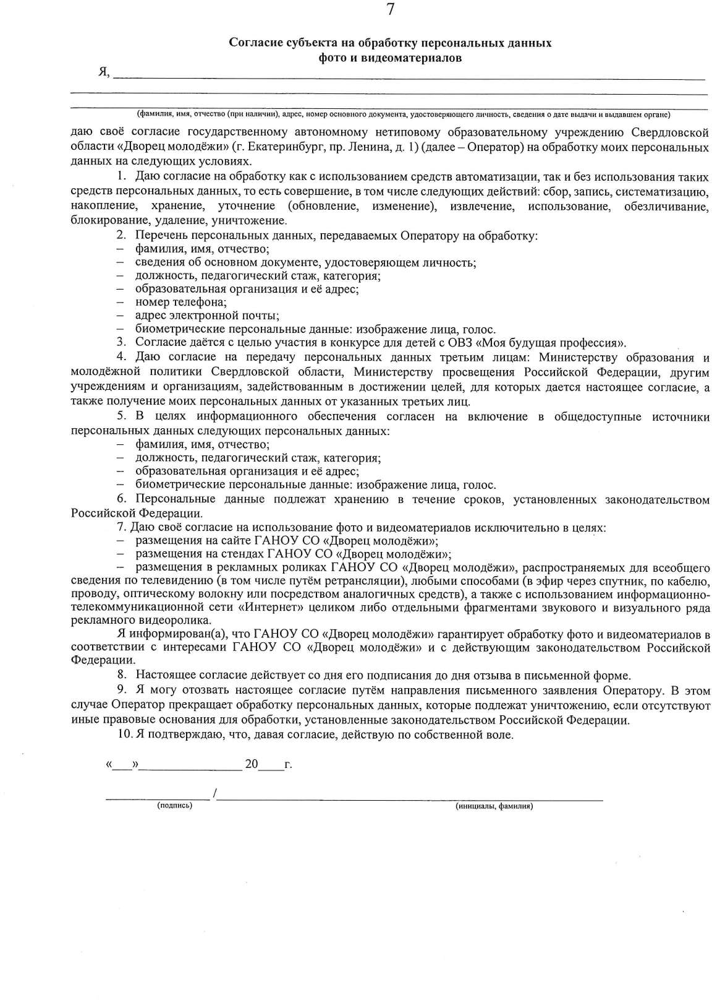 7
Согласие субъекта на обработку персональных данных
фото и видеоматериалов
Я, ___
(фамилия, имя, отчество (при наличии), адрес, номер основного документа, удостоверяющего личность, сведения о дате выдачи и выдавшем органе)
даю своё согласие государственному автономному нетиповому образовательному учреждению Свердловской
области «Дворец молодёжи» (г. Екатеринбург, пр. Ленина, д. 1) (далее – Оператор) на обработку моих персональных
данных на следующих условиях.
1. Даю согласие на обработку как с использованием средств автоматизации, так и без использования таких
средств персональных данных, то есть совершение, в том числе следующих действий: сбор, запись, систематизацию,
накопление, хранение, уточнение (обновление, изменение), извлечение, использование, обезличивание,
блокирование, удаление, уничтожение.
2. Перечень персональных данных, передаваемых Оператору на обработку:
– фамилия, имя, отчество;
– сведения об основном документе, удостоверяющем личность;
– должность, педагогический стаж, категория;
– образовательная организация и её адрес;
– номер телефона;
– адрес электронной почты;
– биометрические персональные данные: изображение лица, голос.
3. Согласие даётся с целью участия в конкурсе для детей с ОВЗ «Моя будущая профессия».
4. Даю согласие на передачу персональных данных третьим лицам: Министерству образования и
молодёжной политики Свердловской области, Министерству просвещения Российской Федерации, другим
учреждениям и организациям, задействованным в достижении целей, для которых дается настоящее согласие, а
также получение моих персональных данных от указанных третьих лиц.
5. В целях информационного обеспечения согласен на включение в общедоступные источники
персональных данных следующих персональных данных:
– фамилия, имя, отчество;
– должность, педагогический стаж, категория;
– образовательная организация и её адрес;
– биометрические персональные данные: изображение лица, голос.
6. Персональные данные подлежат хранению в течение сроков, установленных законодательством
Российской Федерации.
7. Даю своё согласие на использование фото и видеоматериалов исключительно в целях:
– размещения на сайте ГАНОУ СО «Дворец молодёжи»;
– размещения на стендах ГАНОУ СО «Дворец молодёжи»;
– размещения в рекламных роликах ГАНОУ СО «Дворец молодёжи», распространяемых для всеобщего
сведения по телевидению (в том числе путём ретрансляции), любыми способами (в эфир через спутник, по кабелю,
проводу, оптическому волокну или посредством аналогичных средств), а также с использованием информационно-
телекоммуникационной сети «Интернет» целиком либо отдельными фрагментами звукового и визуального ряда
рекламного видеоролика.
Я информирован(а), что ГАНОУ СО «Дворец молодёжи» гарантирует обработку фото и видеоматериалов в
соответствии с интересами ГАНОУ СО «Дворец молодёжи» и с действующим законодательством Российской
Федерации.
8. Настоящее согласие действует со дня его подписания до дня отзыва в письменной форме.
9. Я могу отозвать настоящее согласие путём направления письменного заявления Оператору. В этом
случае Оператор прекращает обработку персональных данных, которые подлежат уничтожению, если отсутствуют
иные правовые основания для обработки, установленные законодательством Российской Федерации.
10. Я подтверждаю, что, давая согласие, действую по собственной воле.
«___»________________ 20____г.
________________ /________________
(подпись) (инициалы, фамилия)